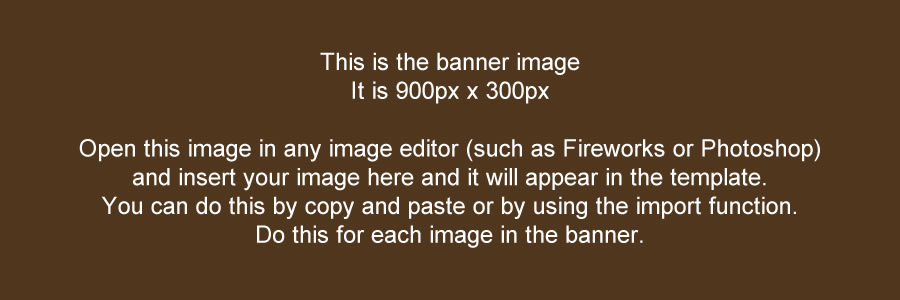 This is the banner image
It is 900px x 300px
Open this image in any image editor (such as Fireworks or Photoshop)
and insert your image here and it will appear in the template.
You can do this by copy and paste or by using the import function.
Do this for each image in the banner.